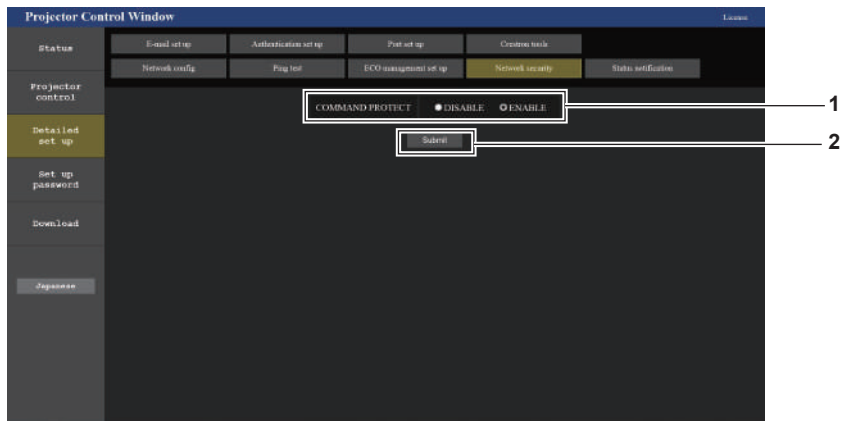 Projector Control Window License
Status
Projector control
Detailed set up
Set up password
Download
Japanese
E-mail set up Authentication set up Port set up Crestron tools
Network config Ping test ECO management set up Network security Status notification
COMMAND PROTECT DISABLE ENABLE
1
Submit
2